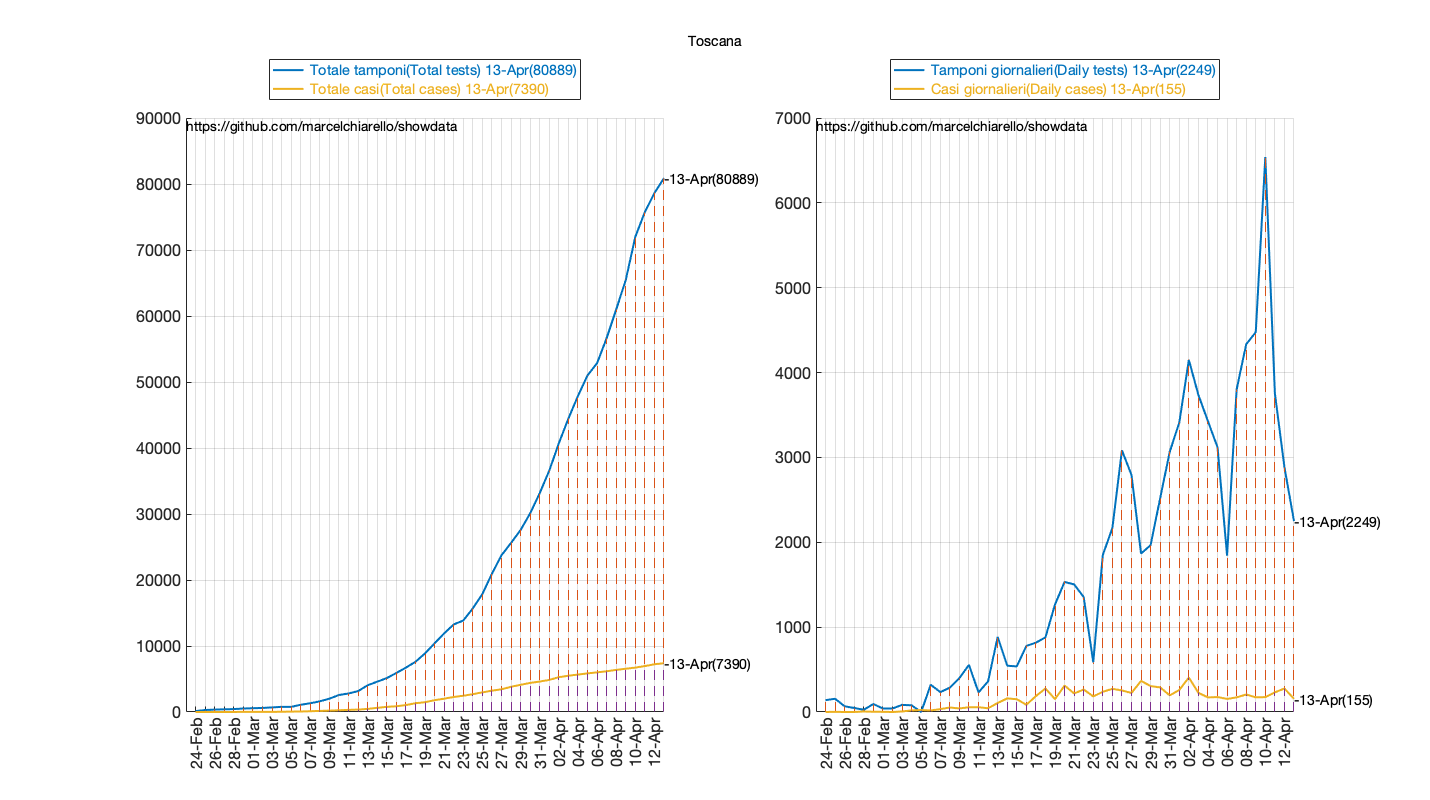 Toscana
Totale tamponi(Total tests) 13-Apr(80889)
Totale casi(Total cases) 13-Apr(7390)
https://github.com/marcelchiarello/showdata
90000
80000
70000
60000
50000
40000
30000
20000
10000
0
-13-Apr(80889)
-13-Apr(7390)
24-Feb
26-Feb
28-Feb
01-Mar
03-Mar
05-Mar
07-Mar
09-Mar
11-Mar
13-Mar
15-Mar
17-Mar
19-Mar
21-Mar
23-Mar
25-Mar
27-Mar
29-Mar
31-Mar
02-Apr
04-Apr
06-Apr
08-Apr
10-Apr
12-Apr
Tamponi giornalieri(Daily tests) 13-Apr(2249)
Casi giornalieri(Daily cases) 13-Apr(155)
https://github.com/marcelchiarello/showdata
7000
6000
5000
4000
3000
2000
1000
0
-13-Apr(2249)
-13-Apr(155)
24-Feb
26-Feb
28-Feb
01-Mar
03-Mar
05-Mar
07-Mar
09-Mar
11-Mar
13-Mar
15-Mar
17-Mar
19-Mar
21-Mar
23-Mar
25-Mar
27-Mar
29-Mar
31-Mar
02-Apr
04-Apr
06-Apr
08-Apr
10-Apr
12-Apr